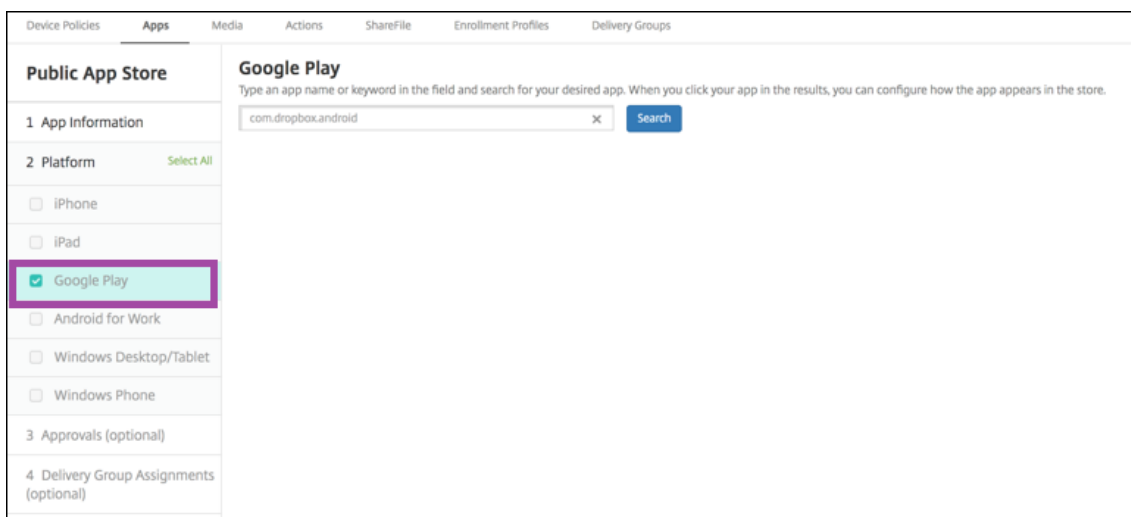 Device Policies Apps Media Actions ShareFile Enrollment Profiles Delivery Groups
Public App Store
1 App Information
2 Platform Select All
iPhone
iPad
Google Play
Android for Work
Windows Desktop/Tablet
Windows Phone
3 Approvals (optional)
4 Delivery Group Assignments
(optional)
Google Play
Type an app name or keyword in the field and search for your desired app. When you click your app in the results, you can configure how the app appears in the store.
com.dropbox.android × Search